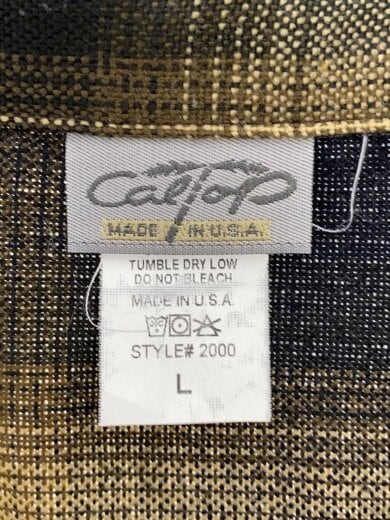 CalTop
MADE IN U.S.A.
TUMBLE DRY LOW
DO NOT BLEACH
MADE IN U.S.A.
STYLE# 2000
L